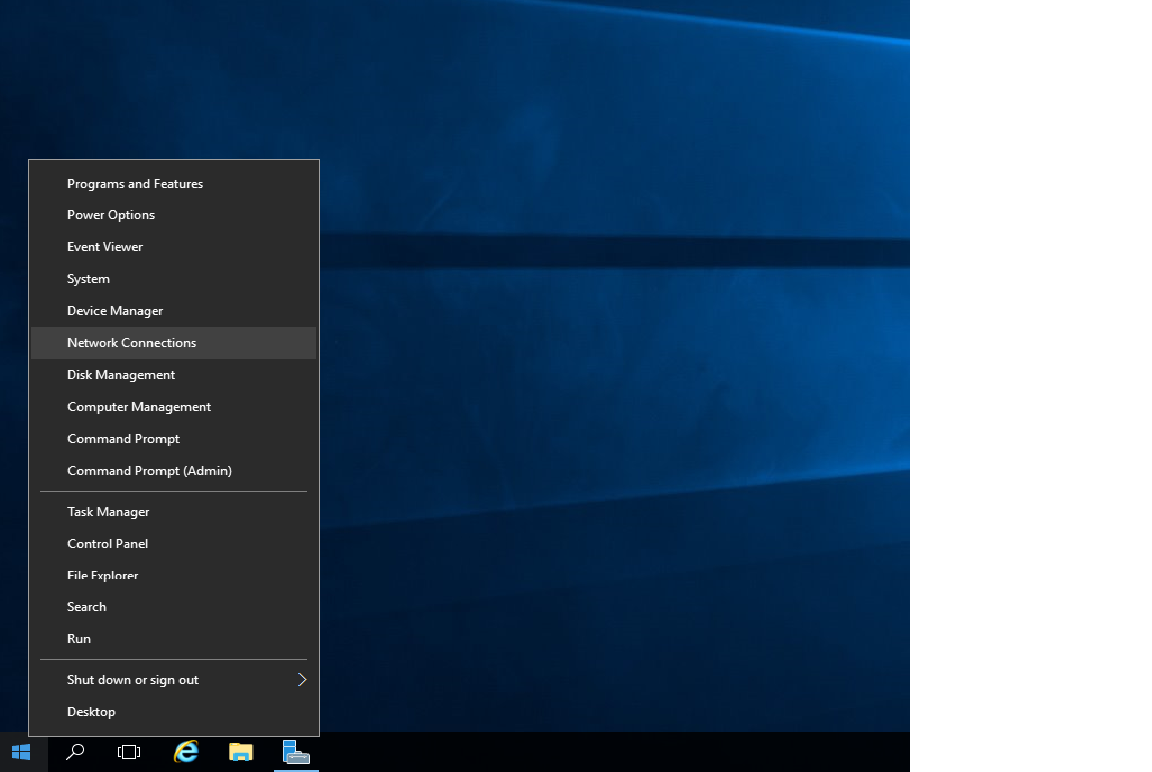 Programs and Features
Power Options
Event Viewer
System
Device Manager
Network Connections
Disk Management
Computer Management
Command Prompt
Command Prompt (Admin)
Task Manager
Control Panel
File Explorer
Search
Run
Shut down or sign out
Desktop